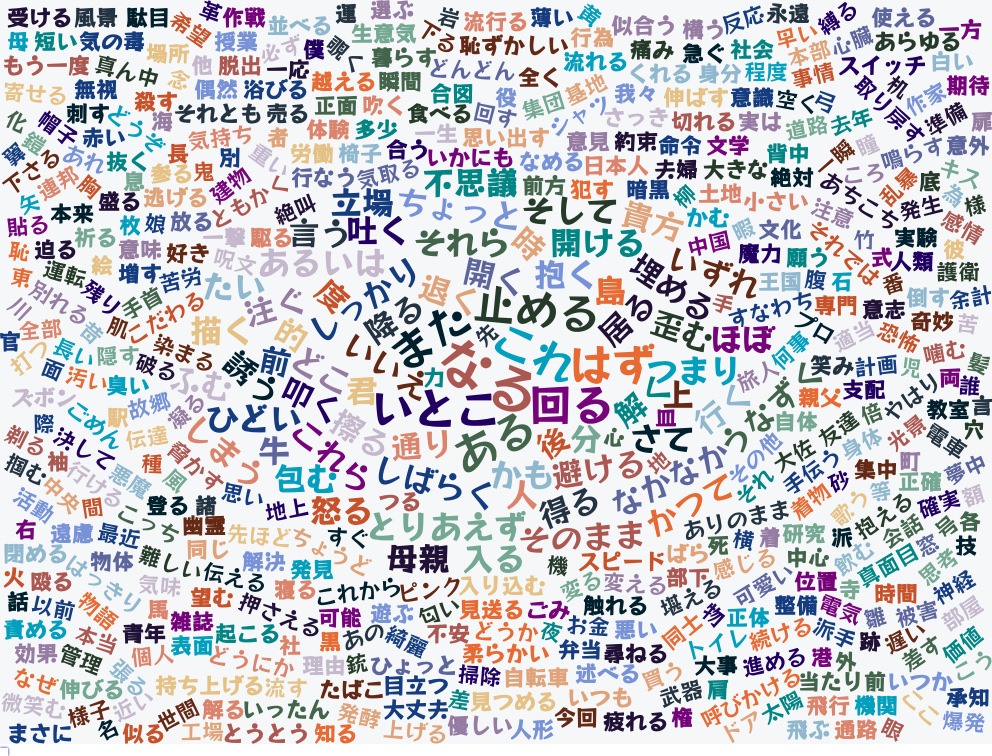 受ける 風景 駄目 希望 革 作戦 並べる 運 選ぶ 岩 流行る 薄い 黄 似合う 横う 反応 永遠 縛る 使える 一方
母 短い 気の毒 場所 授業 必ず 僕 覗く 生意気 下る 恥ずかしい 行為 痛み 急ぐ 社会 早い 本部 心臓 あらゆる
もう一度 真ん中 念 他 脱出 一応 暮らす どんどん 全く 流れる くれる 身分 程度 事情 スイッチ 白い
寄せる 無視 殺す 偶然 浴びる 越える 瞬間 合図 役 集団 基地 我々 伸ばす 意識 空く 弓 取り戻す 机 作家 期待
化 帽子 刺す どうぞ 海 それとも 売る 正面 吹く 食べる 回す シャツ さっき 切れる 実は 道路 去年 準備 扉
鎧 赤い 気持ち 者 体験 多少 一生 思い出す 意見 約束 命令 文学 一瞬 瞳 鳴らす 意外
翼 下さる あれ 抜く 長 鬼 別 重い 労働 椅子 合う いかにも なめる 日本人 夫婦 大きな 背中 ころ キス
連邦 胸 息 参る 建物 行なう 気取る 不思議 前方 犯す 暗黒 土地 小さい 絶対 あちこち 暴 底 様
矢 本来 盛る 逃げる ともかく 絶叫 立場 ちょっと そして 貴方 かむ 暇 文化 注意 発生 感情
貼る 祈る 枚 娘 放る 一撃 駆る 言う 吐く それら 時 開ける 中国 魔力 願う それでは 竹 実験 彼
恥 迫る 絵 意味 好き 呪文 あるいは 開く 抱く 埋める いずれ 王国 腹 石 番 式 人類 護衛
東 運転 残り 増す 苦労 たい 注ぐ 度 しっかり 退く 止める 島 居る 手 すなわち 専門 意志 倒す 余計
川 別れる 昔 手首 こだわる 描く 的 降る また 先 歪む ほぼ プロ 適当 恐怖 奇妙 苦
官 全部 肌 染まる 誘う 前 どこ いいえ な これ はず つまり 何事 笑み 計画 児 噛む 髪
打つ 長い 隠す 破る ふむ 叩く 君 ぞ カ なる 回る 解く 上 旅人 親父 支配 両 誰
面 汚い 臭い ズボン 故郷 凝る ひどい いとこ 皿 行く なぜ 自体 倍 やはり 教室 言
際 ごめん 駅 伝達 しまう 牛 これら 擦る 通り ある 後 分 心 さて なかなか その他 友達 身体 光景 電車 穴
剃る 決して 種 脅かす 包む しばらく かも 避ける 地 それ 大佐 手伝う 集中 町
掴む 袖 悪魔 風 思い 地上 怒る つる 人 得る かつて 着物 砂 正確 夢中
中央 行ける 登る 諸 活動 間 こっち 幽霊 先ほど すぐ とりあえず そのまま ありのまま 歌う 等 抱える 確実 額
右 遠慮 最近 同じ ちょうど 母親 入る 機 スピード ばら 死 横 着 研究 派 会話 窓 号 各
閉める 物体 難しい 解決 発見 変える 部下 感じる 中心 飲む 真面目 思考 技
火 殴る はっきり 気味 伝える 寝る これから ピンク 入り込む 変る 可愛い 位置 寺 時間 神経
話 以前 物語 馬 望む 押さえる 可能 遊ぶ 匂い 見送る ごみ 触れる 堪える 正体 整備 電気 雛 被害 部屋
責める 本当 青年 雑誌 起こる 社 黒 あの 綺麗 不安 どうか 夜 お金 悪い 同士 トイレ 続ける 派手 跡 遅い 価値
効果 管理 個人 表面 どうにか 理由 銃 ひょっと 柔らかい 弁当 尋ねる 大事 進める 港 外 差す こう
なぜ 伸びる 張る 持ち上げる 流す たばこ 目立つ 掃除 自転車 述べる 買う 武器 肩 呼びかける 当たり前 いつか
微笑む 様子 近い 世間 解る いったん 発酵 大丈夫 差 見つめる いつも ドア 太陽 飛行 機関 ここ 承知
まさに 名 似る 工場 とうとう 知る 上げる 優しい 人形 今回 疲れる 権 飛ぶ 通路 眼 爆発